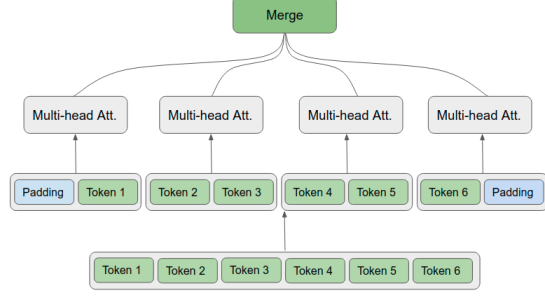 Merge
Multi-head Att. Multi-head Att. Multi-head Att. Multi-head Att.
Padding Token 1 Token 2 Token 3 Token 4 Token 5 Token 6 Padding
Token 1 Token 2 Token 3 Token 4 Token 5 Token 6